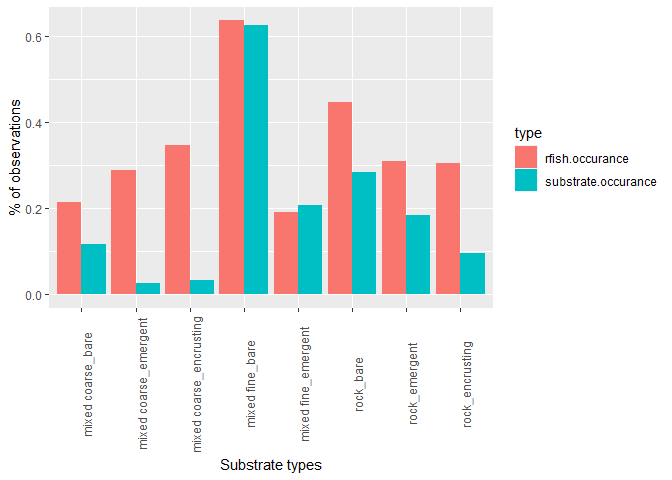 % of observations
0.6
0.4
0.2
0.0
mixed coarse_bare
mixed coarse_emergent
mixed coarse_encrusting
mixed fine_bare
mixed fine_emergent
rock_bare
rock_emergent
rock_encrusting
Substrate types
type
rfish.occurance
substrate.occurance